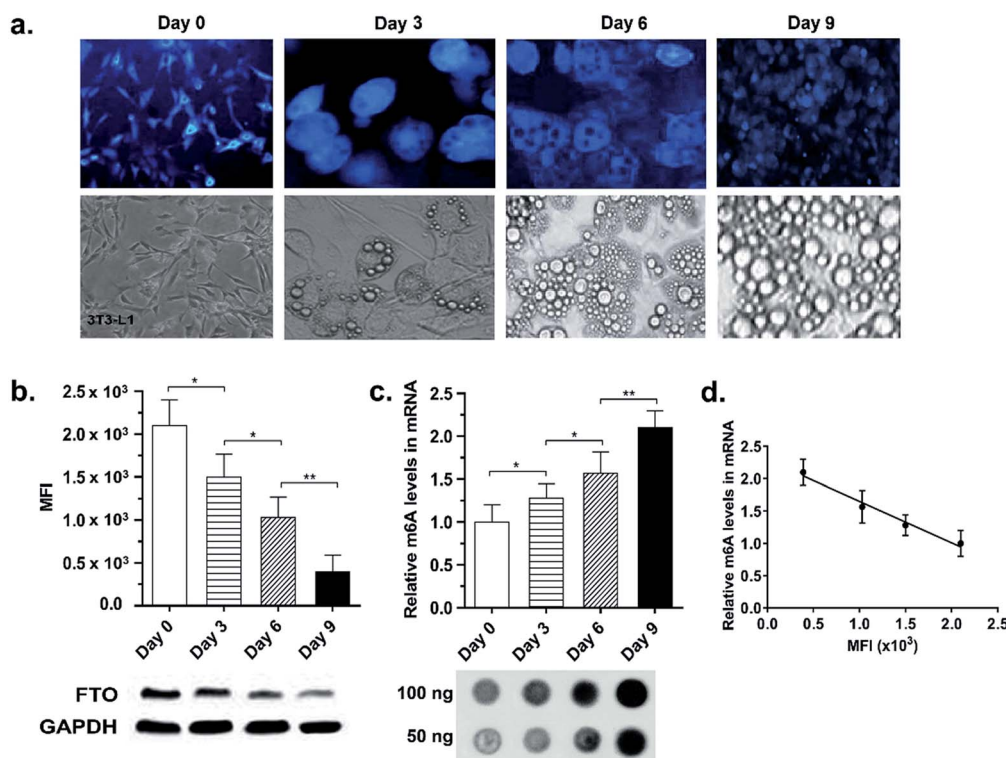 a.
Day 0 Day 3 Day 6 Day 9
3T3-L1
b.
MFI
2.5 x 10³
2.0 x 10³
1.5 x 10³
1.0 x 10³
0.5 x 10³
0.0
* * **
Day 0 Day 3 Day 6 Day 9
FTO
GAPDH
c.
Relative m6A levels in mRNA
2.5
2.0
1.5
1.0
0.5
0.0
* * **
Day 0 Day 3 Day 6 Day 9
100 ng
50 ng
d.
Relative m6A levels in mRNA
2.5
2.0
1.5
1.0
0.5
0.0
0.0 0.5 1.0 1.5 2.0 2.5
MFI (x10³)